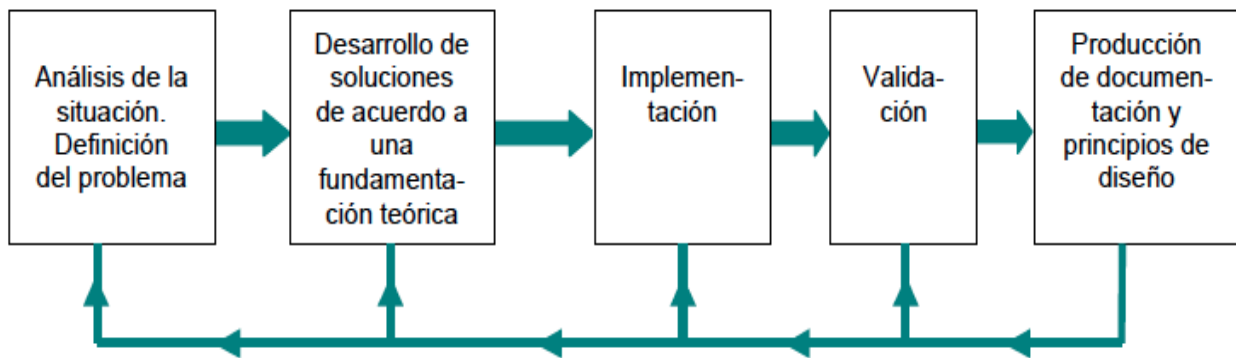 Análisis de la
situación.
Definición
del problema
Desarrollo de
soluciones
de acuerdo a
una
fundamenta-
ción teórica
Implemen-
tación
Valida-
ción
Producción
de documen-
tación y
principios de
diseño